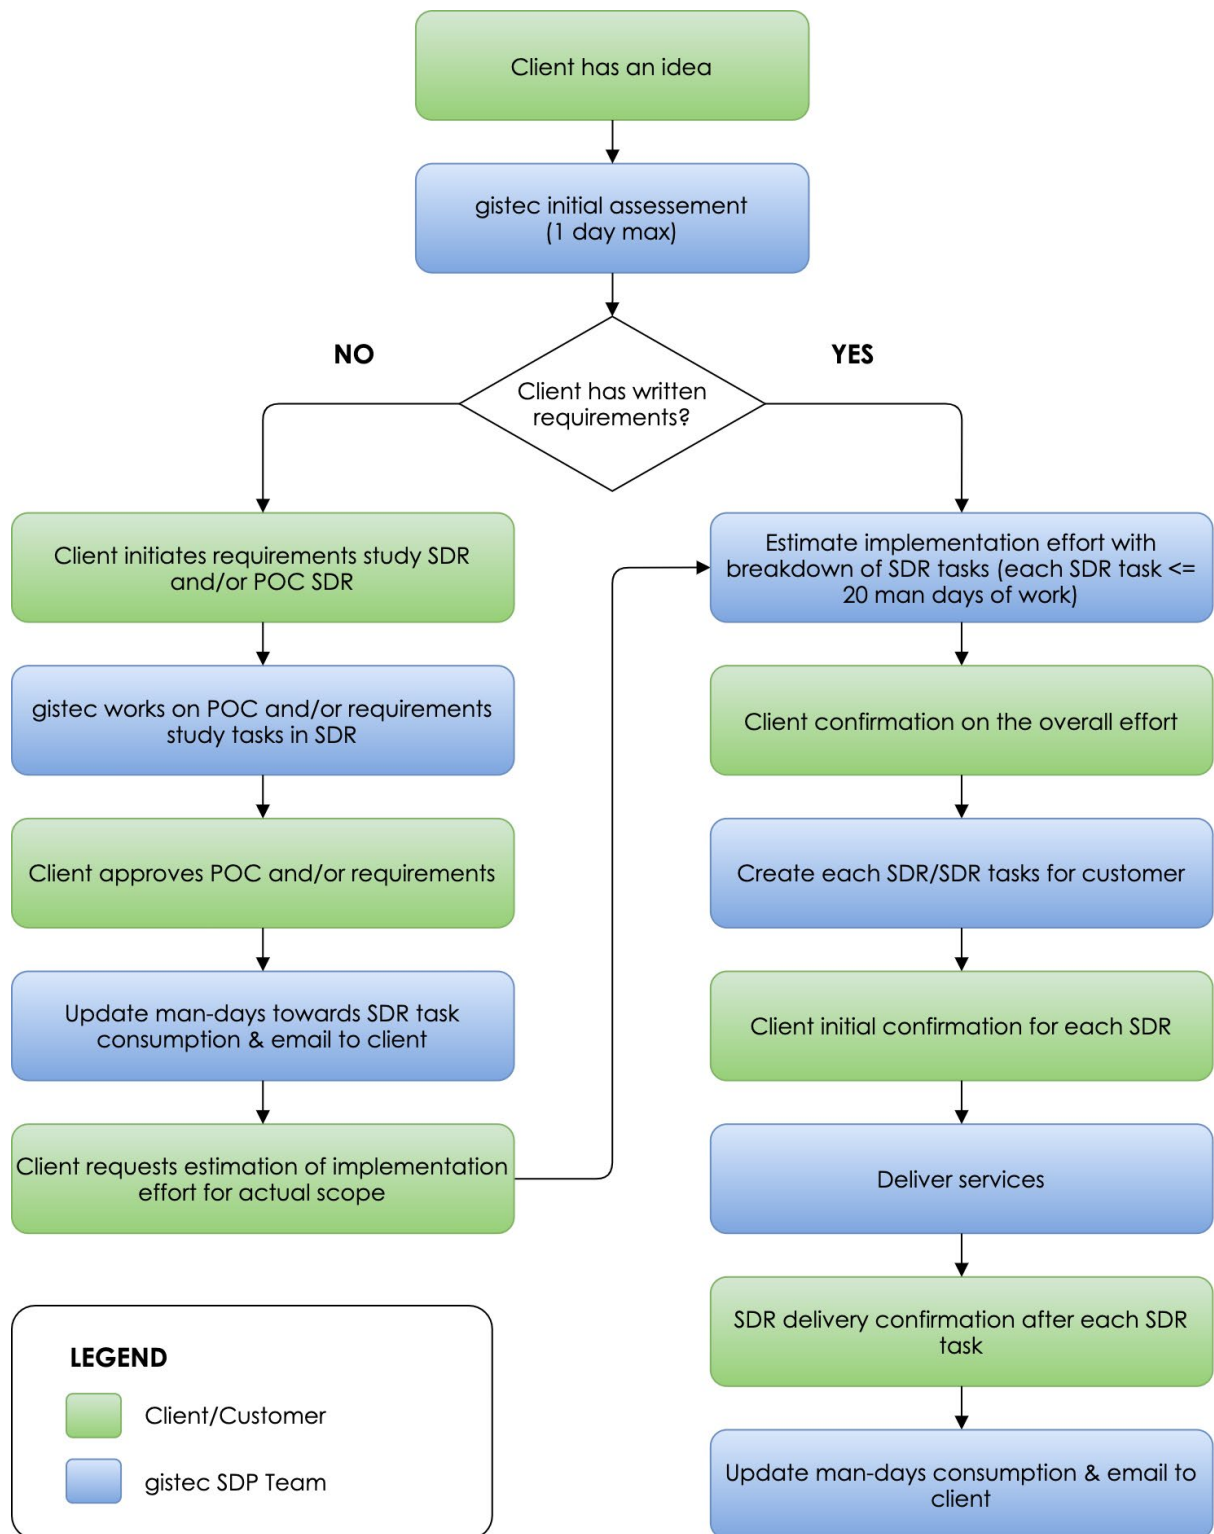 Client has an idea
gistec initial assessement
(1 day max)
NO
YES
Client has written
requirements?
Client initiates requirements study SDR
and/or POC SDR
gistec works on POC and/or requirements
study tasks in SDR
Client approves POC and/or requirements
Update man-days towards SDR task
consumption & email to client
Client requests estimation of implementation
effort for actual scope
Estimate implementation effort with
breakdown of SDR tasks (each SDR task <=
20 man days of work)
Client confirmation on the overall effort
Create each SDR/SDR tasks for customer
Client initial confirmation for each SDR
Deliver services
SDR delivery confirmation after each SDR
task
Update man-days consumption & email to
client
LEGEND
Client/Customer
gistec SDP Team